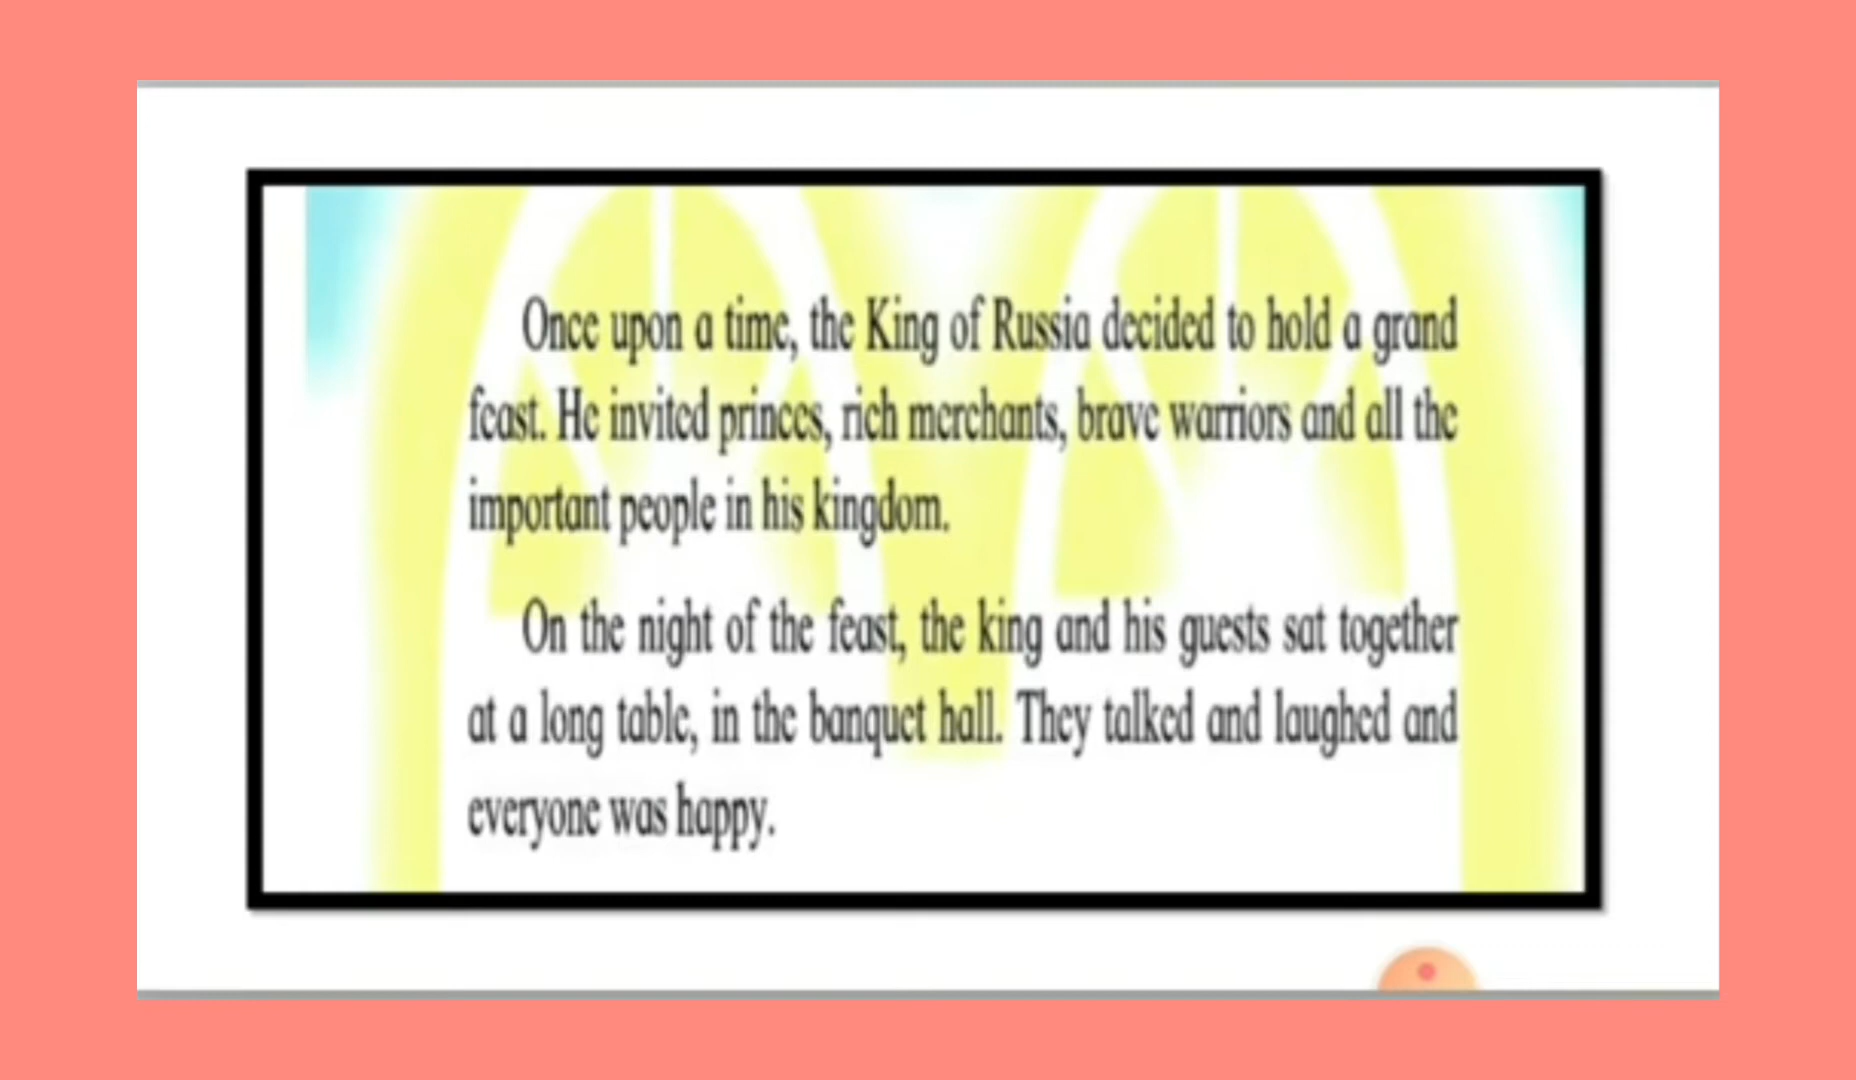 Once upon a time, the King of Russia decided to hold a grand
feast. He invited princes, rich merchants, brave warriors and all the
important people in his kingdom.
On the night of the feast, the king and his guests sat together
at a long table, in the banquet hall. They talked and laughed and
everyone was happy.